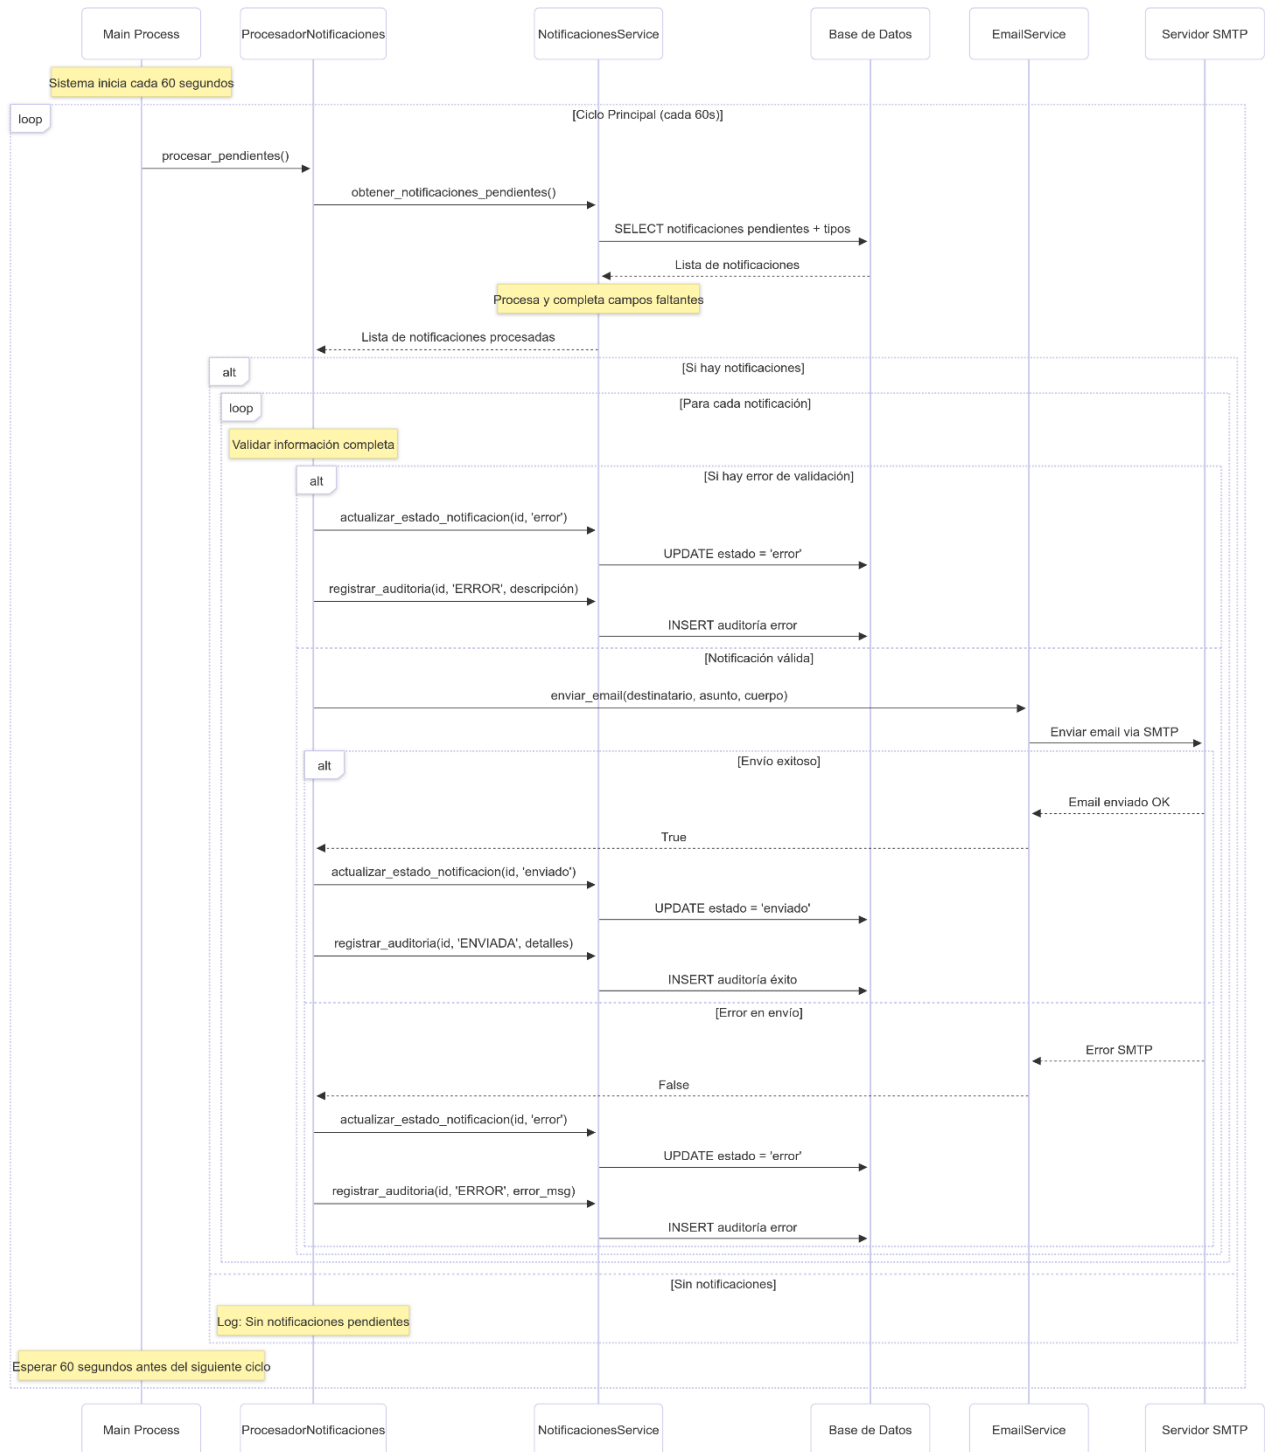 Main Process
ProcesadorNotificaciones
NotificacionesService
Base de Datos
EmailService
Servidor SMTP
Sistema inicia cada 60 segundos
loop
[Ciclo Principal (cada 60s)]
procesar_pendientes()
obtener_notificaciones_pendientes()
SELECT notificaciones pendientes + tipos
Lista de notificaciones
Procesa y completa campos faltantes
Lista de notificaciones procesadas
alt
[Si hay notificaciones]
loop
[Para cada notificación]
Validar información completa
alt
[Si hay error de validación]
actualizar_estado_notificacion(id, 'error')
UPDATE estado = 'error'
registrar_auditoria(id, 'ERROR', descripción)
INSERT auditoría error
[Notificación válida]
enviar_email(destinatario, asunto, cuerpo)
Enviar email via SMTP
alt
[Envío exitoso]
Email enviado OK
True
actualizar_estado_notificacion(id, 'enviado')
UPDATE estado = 'enviado'
registrar_auditoria(id, 'ENVIADA', detalles)
INSERT auditoría éxito
[Error en envío]
Error SMTP
False
actualizar_estado_notificacion(id, 'error')
UPDATE estado = 'error'
registrar_auditoria(id, 'ERROR', error_msg)
INSERT auditoría error
[Sin notificaciones]
Log: Sin notificaciones pendientes
Esperar 60 segundos antes del siguiente ciclo
Main Process
ProcesadorNotificaciones
NotificacionesService
Base de Datos
EmailService
Servidor SMTP